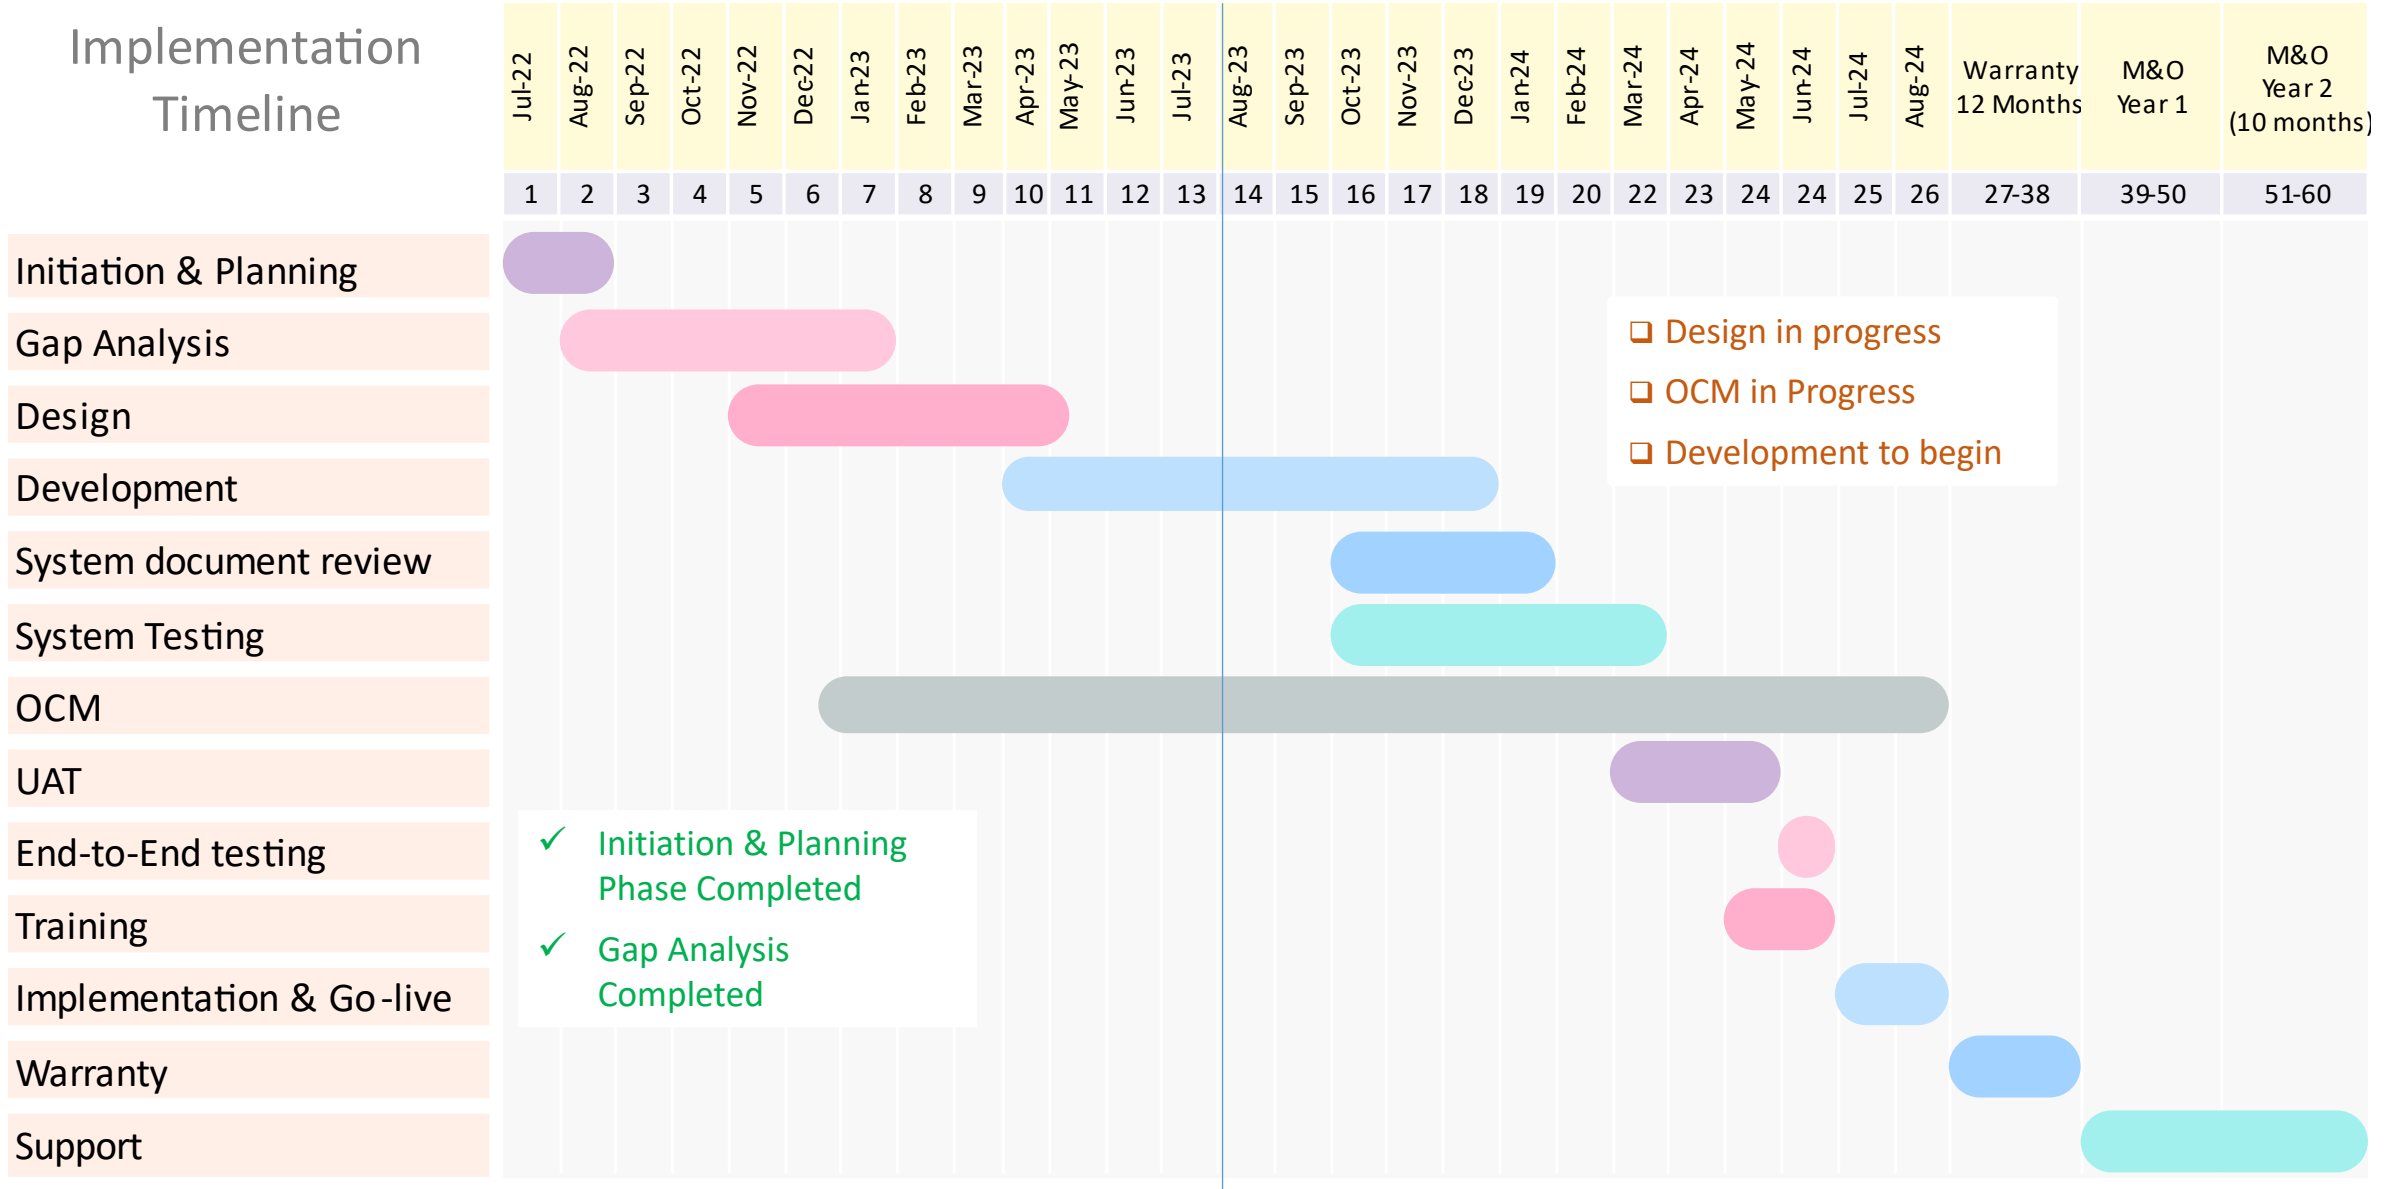 Implementation
Timeline
Jul-22
Aug-22
Sep-22
Oct-22
Nov-22
Dec-22
Jan-23
Feb-23
Mar-23
Apr-23
May-23
Jun-23
Jul-23
Aug-23
Sep-23
Oct-23
Nov-23
Dec-23
Jan-24
Feb-24
Mar-24
Apr-24
May-24
Jun-24
Jul-24
Aug-24
Warranty
12 Months
M&O
Year 1
M&O
Year 2
(10 months)
1 2 3 4 5 6 7 8 9 10 11 12 13 14 15 16 17 18 19 20 22 23 24 24 25 26 27-38 39-50 51-60
Initiation & Planning
Gap Analysis
Design
Development
System document review
System Testing
OCM
UAT
End-to-End testing
Training
Implementation & Go-live
Warranty
Support
❑ Design in progress
❑ OCM in Progress
❑ Development to begin
✓ Initiation & Planning
Phase Completed
✓ Gap Analysis
Completed